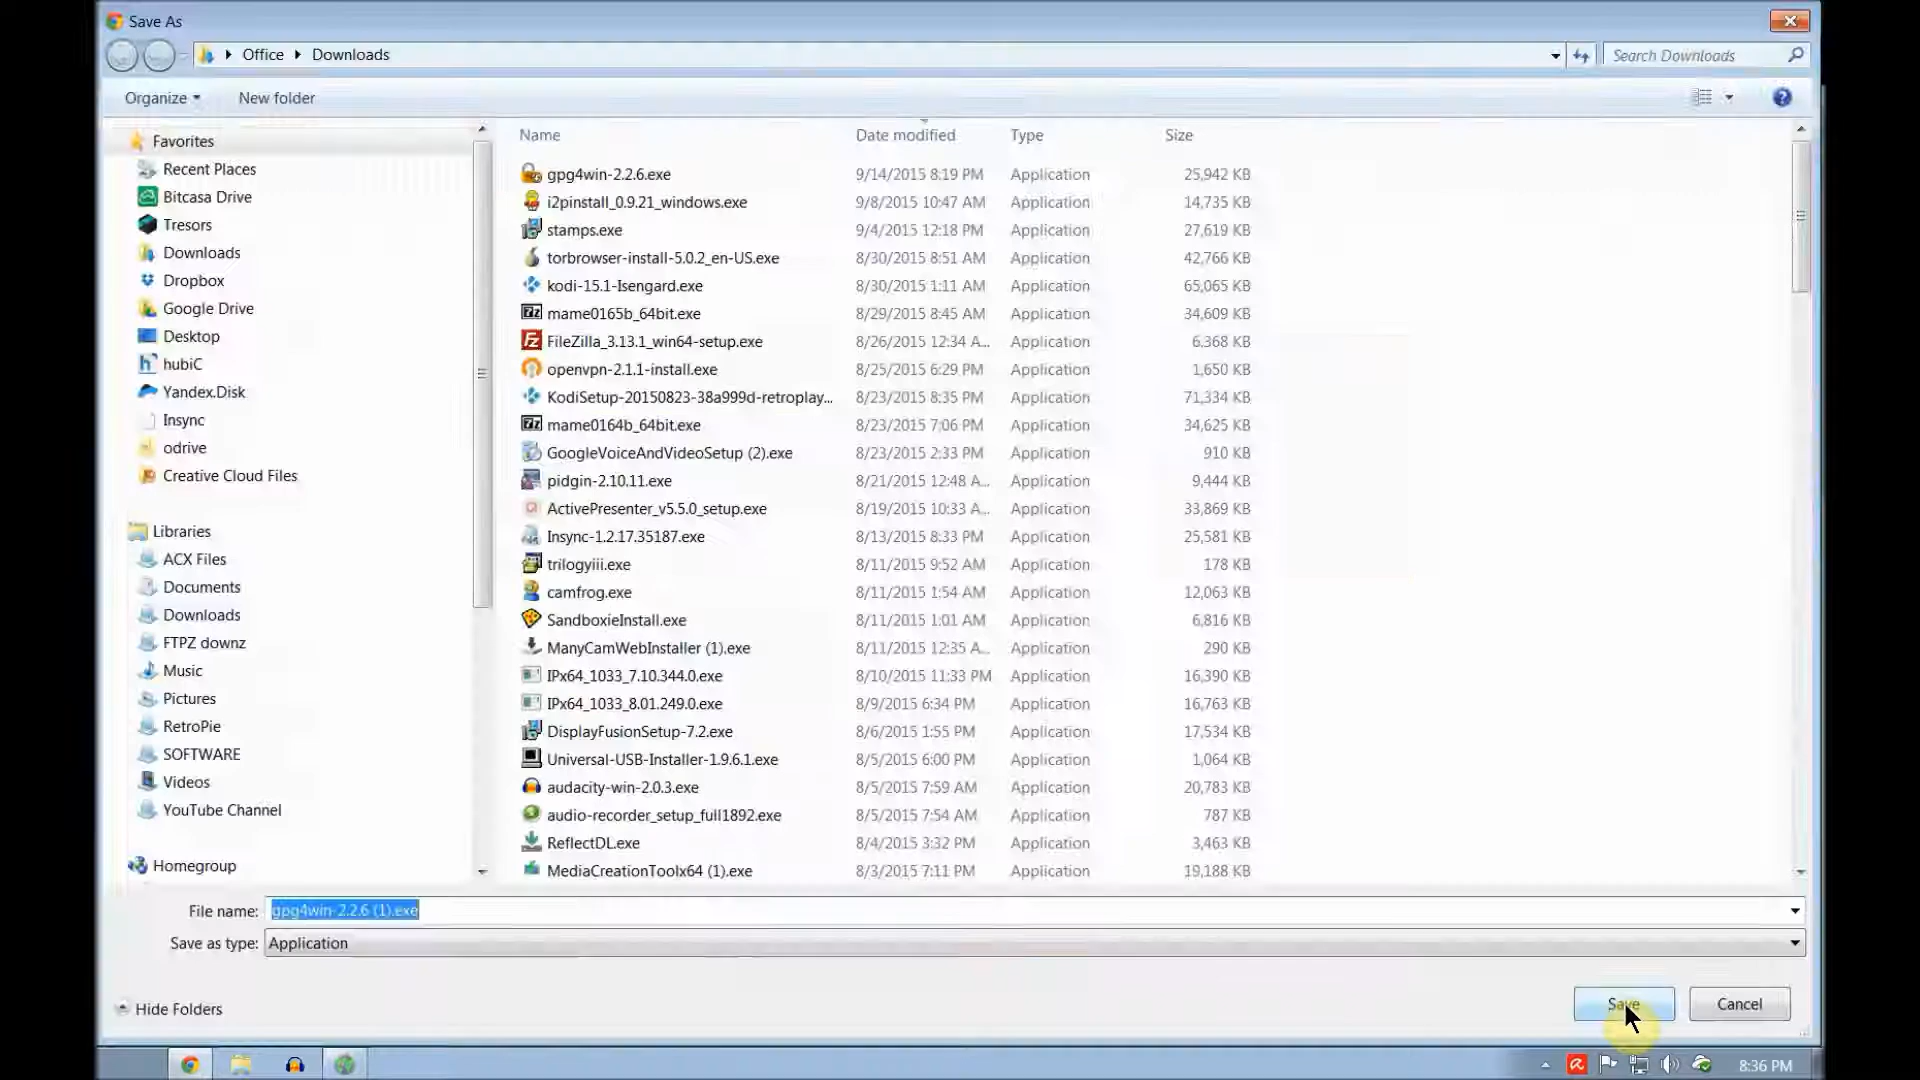 Save As
Office Downloads
Search Downloads
Organize New folder
Favorites
Recent Places
Bitcasa Drive
Tresors
Downloads
Dropbox
Google Drive
Desktop
hubiC
Yandex.Disk
Insync
odrive
Creative Cloud Files
Libraries
ACX Files
Documents
Downloads
FTPZ downz
Music
Pictures
RetroPie
SOFTWARE
Videos
YouTube Channel
Homegroup
Name Date modified Type Size
gpg4win-2.2.6.exe 9/14/2015 8:19 PM Application 25,942 KB
i2pinstall_0.9.21_windows.exe 9/8/2015 10:47 AM Application 14,735 KB
stamps.exe 9/4/2015 12:18 PM Application 27,619 KB
torbrowser-install-5.0.2_en-US.exe 8/30/2015 8:51 AM Application 42,766 KB
kodi-15.1-Isengard.exe 8/30/2015 1:11 AM Application 65,065 KB
mame0165b_64bit.exe 8/29/2015 8:45 AM Application 34,609 KB
FileZilla_3.13.1_win64-setup.exe 8/26/2015 12:34 A... Application 6,368 KB
openvpn-2.1.1-install.exe 8/25/2015 6:29 PM Application 1,650 KB
KodiSetup-20150823-38a999d-retroplay... 8/23/2015 8:35 PM Application 71,334 KB
mame0164b_64bit.exe 8/23/2015 7:06 PM Application 34,625 KB
GoogleVoiceAndVideoSetup (2).exe 8/23/2015 2:33 PM Application 910 KB
pidgin-2.10.11.exe 8/21/2015 12:48 A... Application 9,444 KB
ActivePresenter_v5.5.0_setup.exe 8/19/2015 10:33 A... Application 33,869 KB
Insync-1.2.17.35187.exe 8/13/2015 8:33 PM Application 25,581 KB
trilogyiii.exe 8/11/2015 9:52 AM Application 178 KB
camfrog.exe 8/11/2015 1:54 AM Application 12,063 KB
SandboxieInstall.exe 8/11/2015 1:01 AM Application 6,816 KB
ManyCamWebInstaller (1).exe 8/11/2015 12:35 A... Application 290 KB
IPx64_1033_7.10.344.0.exe 8/10/2015 11:33 PM Application 16,390 KB
IPx64_1033_8.01.249.0.exe 8/9/2015 6:34 PM Application 16,763 KB
DisplayFusionSetup-7.2.exe 8/6/2015 1:55 PM Application 17,534 KB
Universal-USB-Installer-1.9.6.1.exe 8/5/2015 6:00 PM Application 1,064 KB
audacity-win-2.0.3.exe 8/5/2015 7:59 AM Application 20,783 KB
audio-recorder_setup_full1892.exe 8/5/2015 7:54 AM Application 787 KB
ReflectDL.exe 8/4/2015 3:32 PM Application 3,463 KB
MediaCreationToolx64 (1).exe 8/3/2015 7:11 PM Application 19,188 KB
File name: gpg4win-2.2.6 (1).exe
Save as type: Application
Hide Folders
Save Cancel
8:36 PM